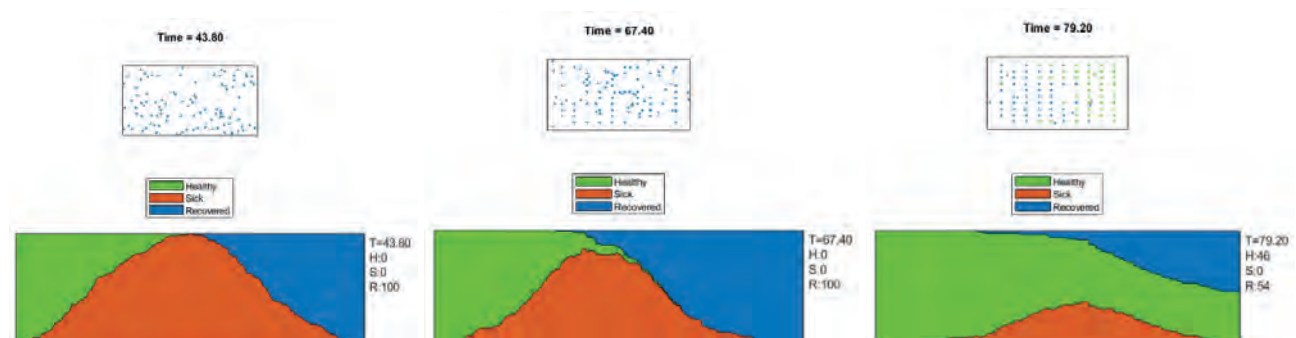 Time = 43.80
Healthy
Sick
Recovered
T=43.80
H:0
S:0
R:100
Time = 67.40
Healthy
Sick
Recovered
T=67.40
H:0
S:0
R:100
Time = 79.20
Healthy
Sick
Recovered
T=79.20
H:46
S:0
R:54